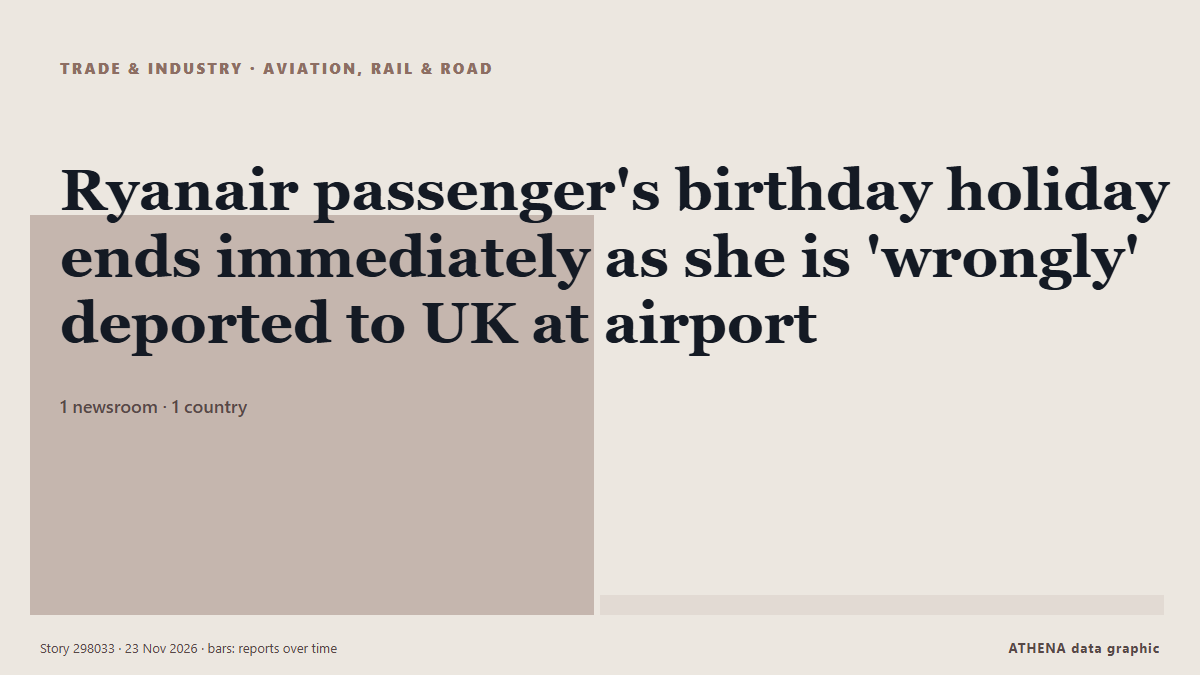 TRADE & INDUSTRY · AVIATION, RAIL & ROAD
Ryanair passenger's birthday holiday
ends immediately as she is 'wrongly'
deported to UK at airport
1 newsroom · 1 country
Story 298033 · 23 Nov 2026 · bars: reports over time
ATHENA data graphic